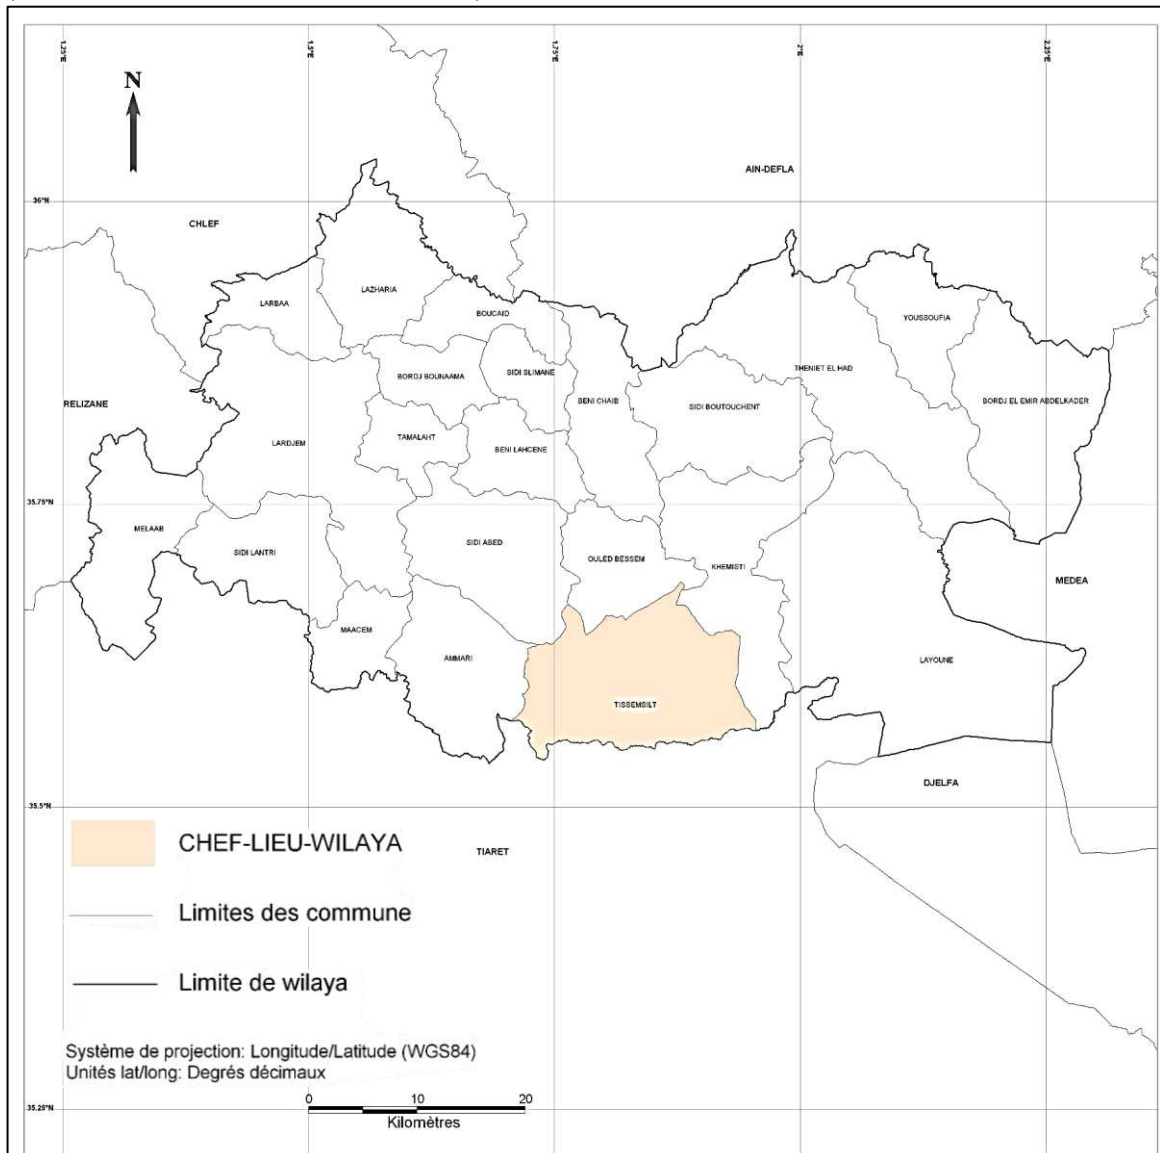 1.25°E
1.5°E
1.75°E
2°E
2.25°E
N
AIN-DEFLA
36°N
CHLEF
LAZHARIA
LARBAA
BOUCAID
YOUSSOUFIA
THENIET EL HAD
SIDI SLIMANE
BORDJ BOUNAAMA
BENI CHAIB
BORDJ EL EMIR ABDELKADER
RELIZANE
SIDI BOUTOUCHENT
TAMALAHT
LARDJEM
BENI LAHCENE
35.75°N
MELAAB
SIDI ABED
SIDI LANTRI
OULED BESSEM
KHEMISTI
MEDEA
MAACEM
AMMARI
LAYOUNE
TISSEMSILT
DJELFA
35.5°N
CHEF-LIEU-WILAYA
TIARET
Limites des commune
Limite de wilaya
Système de projection: Longitude/Latitude (WGS84)
Unités lat/long: Degrés décimaux
0 10 20
Kilomètres
35.25°N